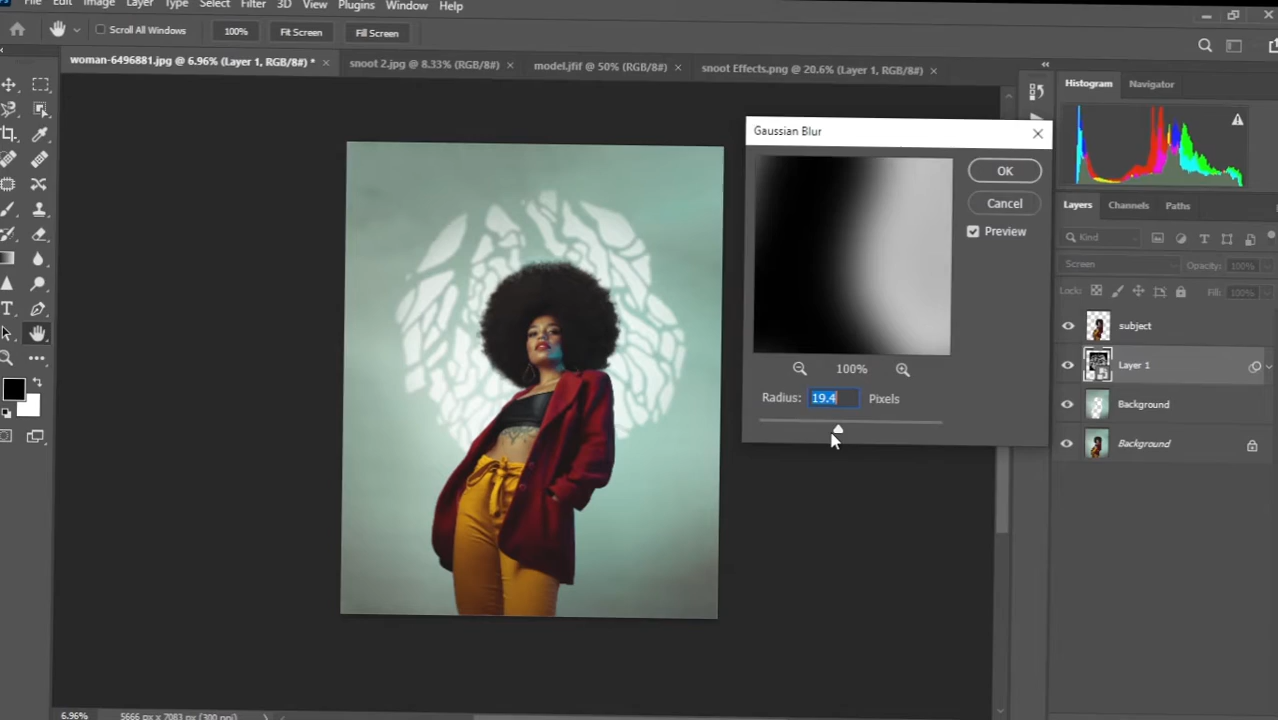 File Edit Image Layer Type Select Filter 3D View Plugins Window Help
Scroll All Windows 100% Fit Screen Fill Screen
woman-6496881.jpg @ 6.96% (Layer 1, RGB/8#) * × snoot 2.jpg @ 8.33% (RGB/8#) × model.jfif @ 50% (RGB/8#) × snoot Effects.png @ 20.6% (Layer 1, RGB/8#) ×
Histogram Navigator
Gaussian Blur
OK
Cancel
Preview
100%
Radius: 19.4 Pixels
Layers Channels Paths
Kind
Screen Opacity: 100%
Lock: Fill: 100%
subject
Layer 1
Background
Background
6.96% 5666 px x 7083 px (300 ppi)